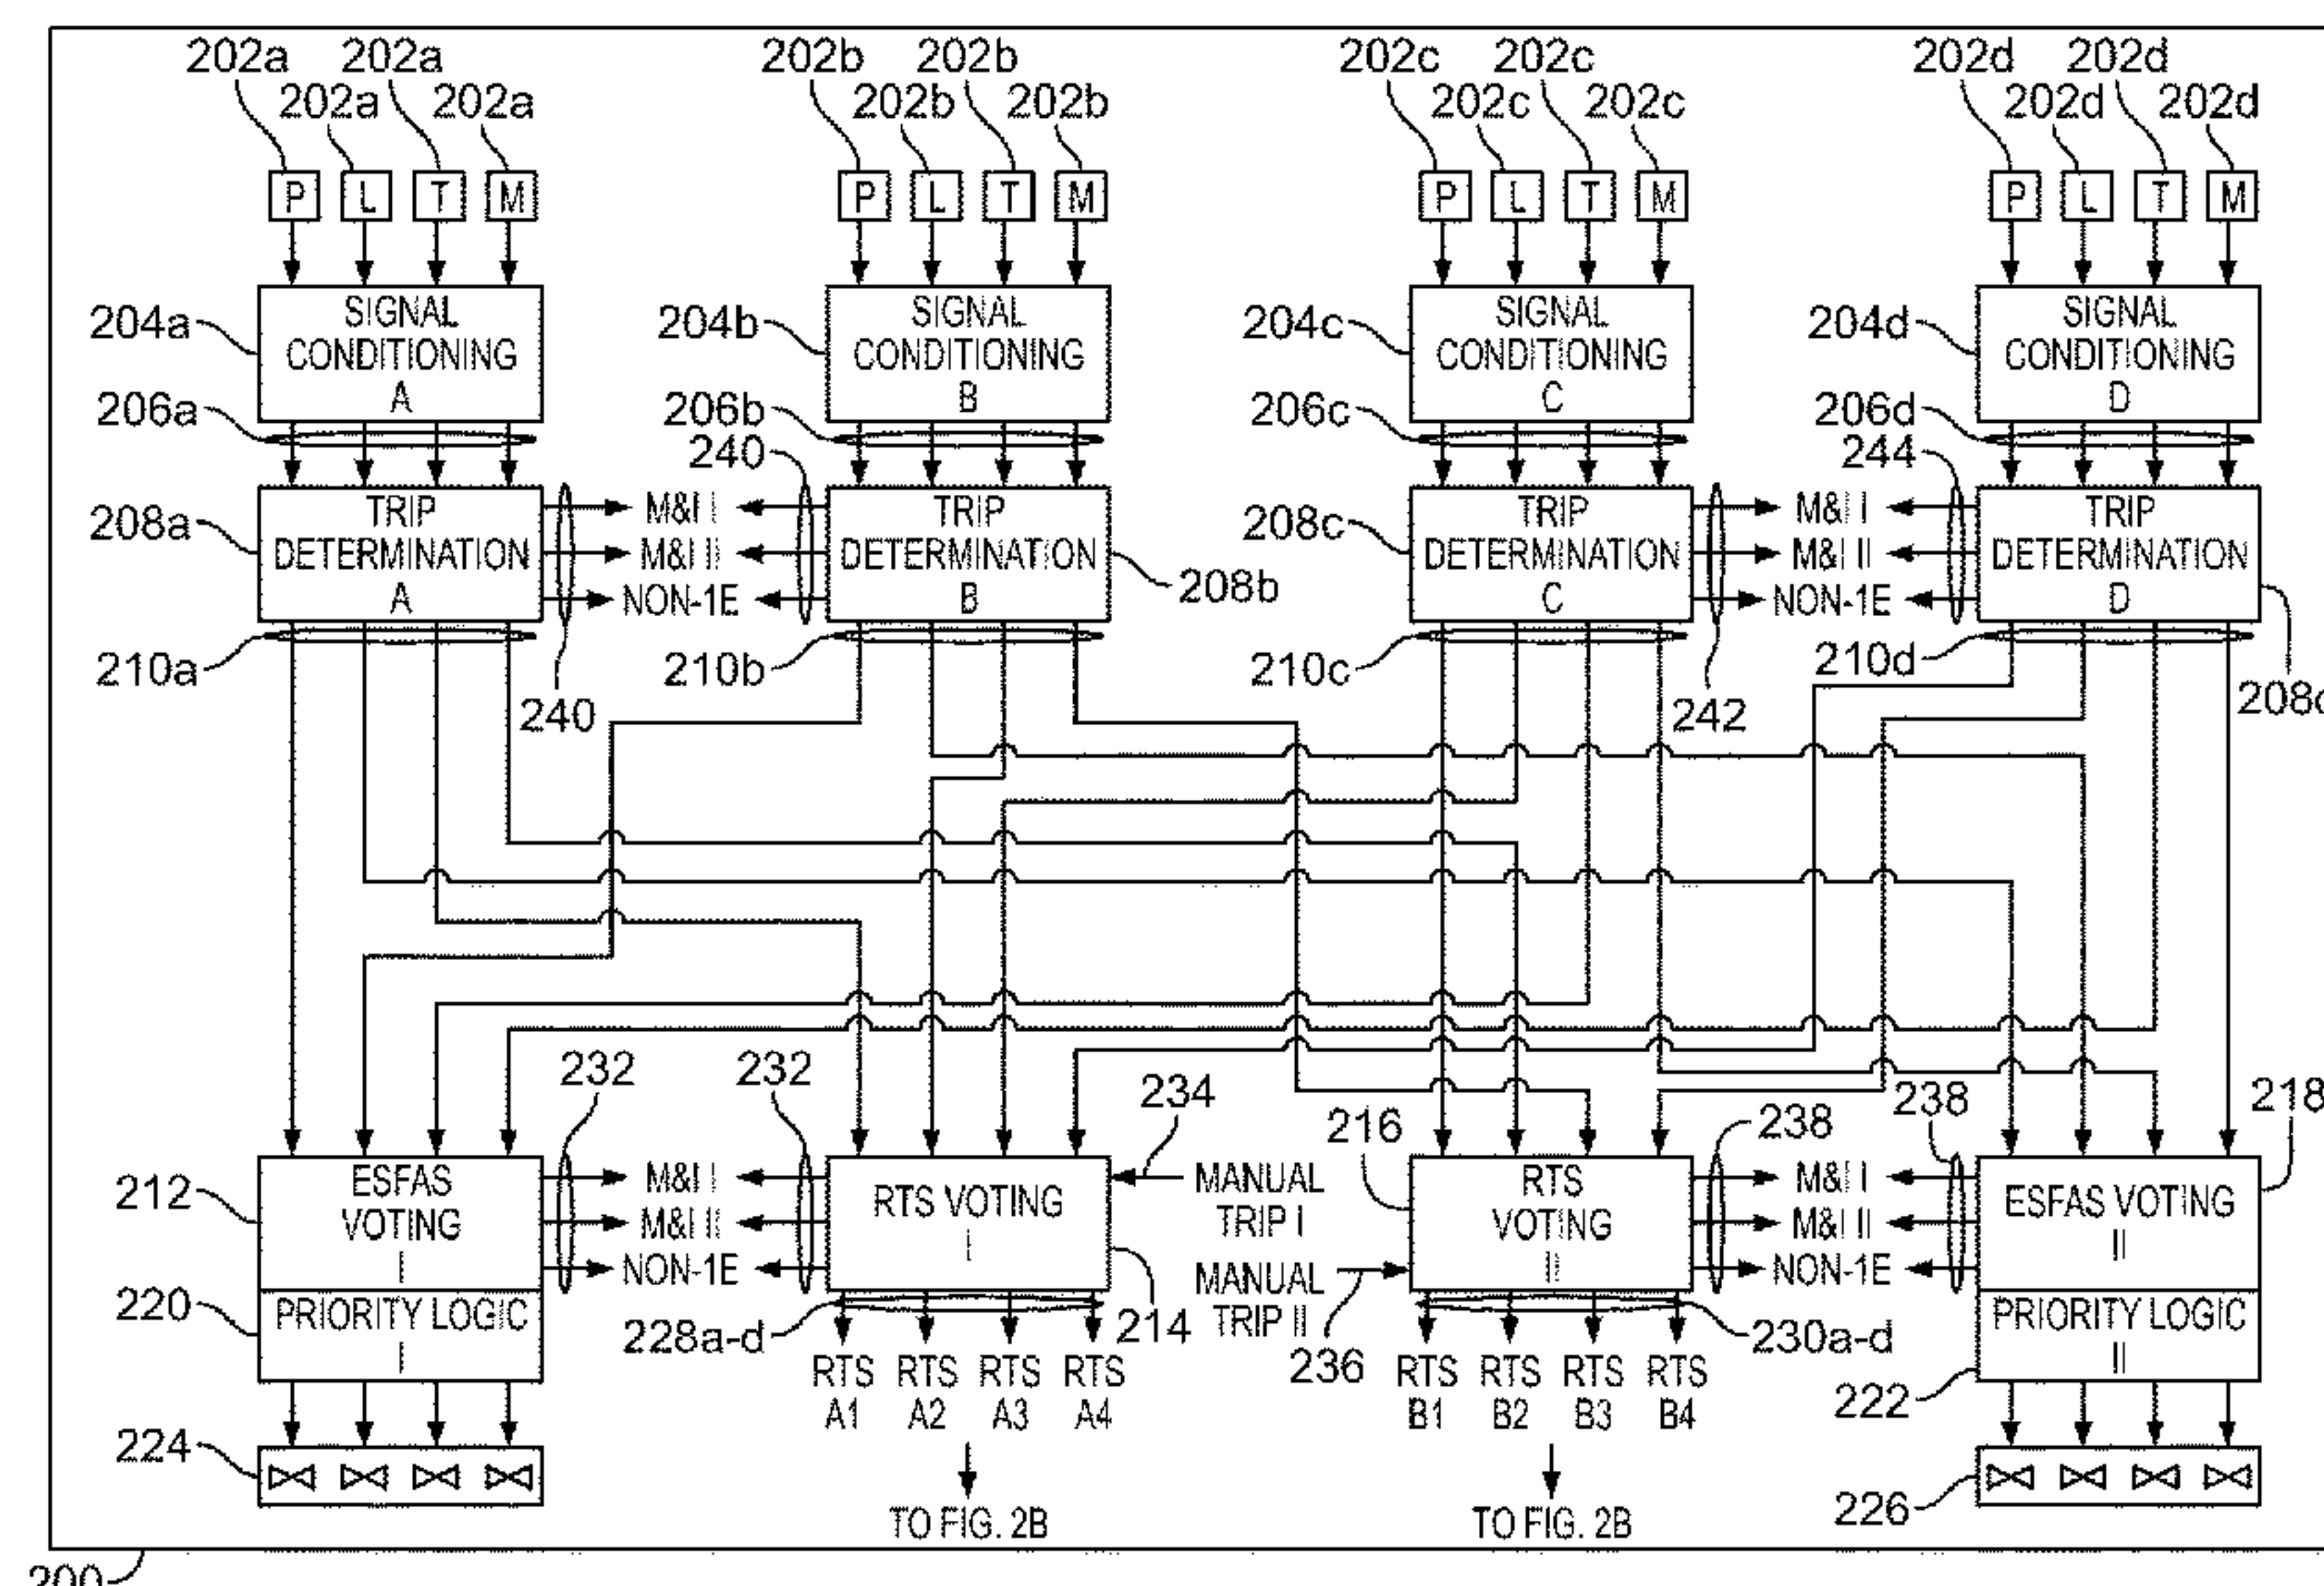 202a 202a 202b 202b 202c 202c 202d 202d
202a 202a 202b 202b 202c 202c 202d 202d
P L T M P L T M P L T M P L T M
204a SIGNAL CONDITIONING A
204b SIGNAL CONDITIONING B
204c SIGNAL CONDITIONING C
204d SIGNAL CONDITIONING D
206a 206b 206c 206d
240 244
208a TRIP DETERMINATION A
M&I I
M&I II
NON-1E
TRIP DETERMINATION B
208b
208c TRIP DETERMINATION C
M&I I
M&I II
NON-1E
TRIP DETERMINATION D
210a 240 210b 210c 242 210d
232 232 234 216 238 238 218
212 ESFAS VOTING I
M&I I
M&I II
NON-1E
RTS VOTING I
214
MANUAL TRIP I
MANUAL TRIP II
236
RTS VOTING II
M&I I
M&I II
NON-1E
ESFAS VOTING II
220 PRIORITY LOGIC I
228a-d
230a-d
PRIORITY LOGIC II
222
RTS A1
RTS A2
RTS A3
RTS A4
RTS B1
RTS B2
RTS B3
RTS B4
224
226
TO FIG. 2B
TO FIG. 2B
200